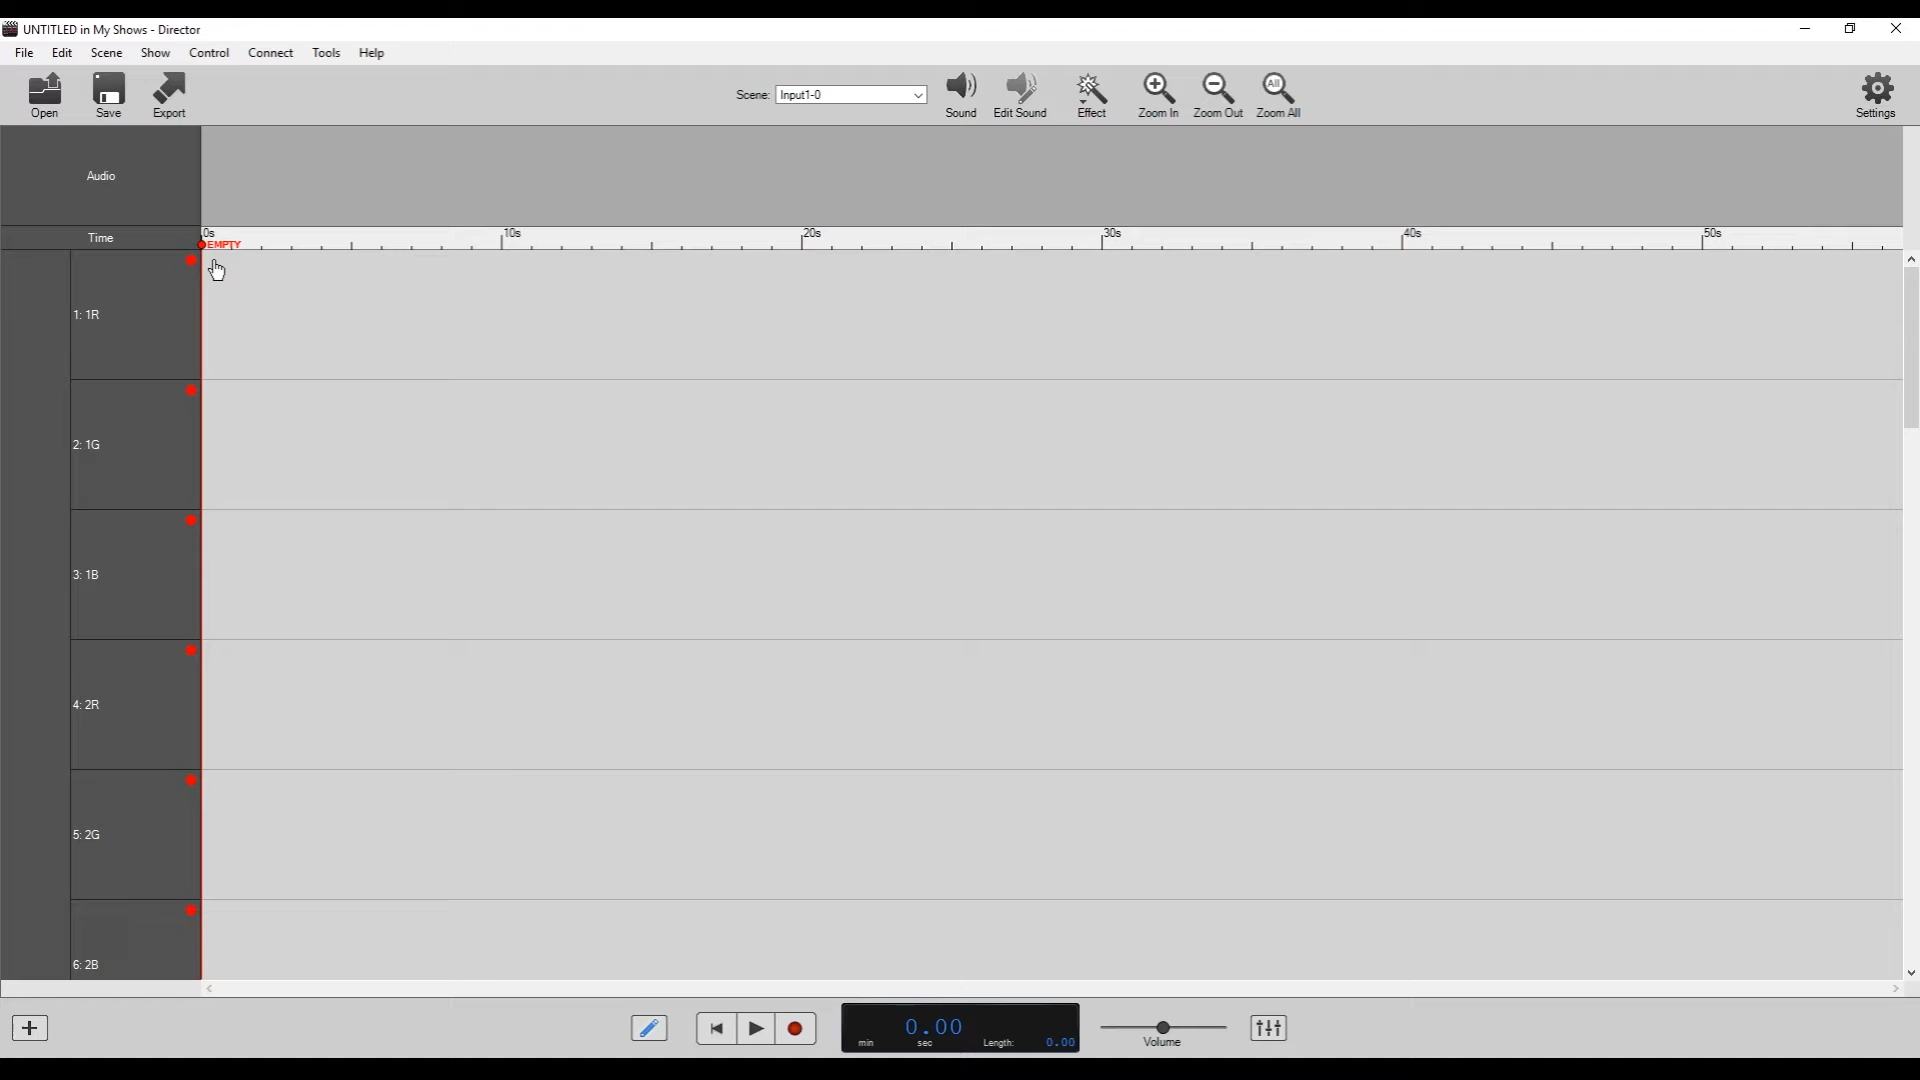 UNTITLED in My Shows - Director
File Edit Scene Show Control Connect Tools Help
Open Save Export Scene: Input1-0 Sound Edit Sound Effect Zoom In Zoom Out All Zoom All Settings
Audio
Time 0s 10s 20s 30s 40s 50s
EMPTY
1: 1R
2: 1G
3: 1B
4: 2R
5: 2G
6: 2B
0.00
min sec Length: 0.00 Volume